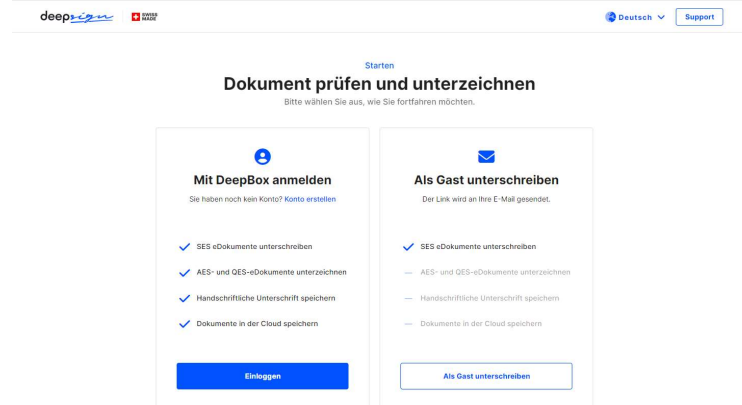 deepsign
SWISS
MADE
Deutsch
Support
Starten
Dokument prüfen und unterzeichnen
Bitte wählen Sie aus, wie Sie fortfahren möchten.
Mit DeepBox anmelden
Sie haben noch kein Konto? Konto erstellen
SES eDokumente unterschreiben
AES- und QES-eDokumente unterzeichnen
Handschriftliche Unterschrift speichern
Dokumente in der Cloud speichern
Einloggen
Als Gast unterschreiben
Der Link wird an Ihre E-Mail gesendet.
SES eDokumente unterschreiben
AES- und QES-eDokumente unterzeichnen
Handschriftliche Unterschrift speichern
Dokumente in der Cloud speichern
Als Gast unterschreiben